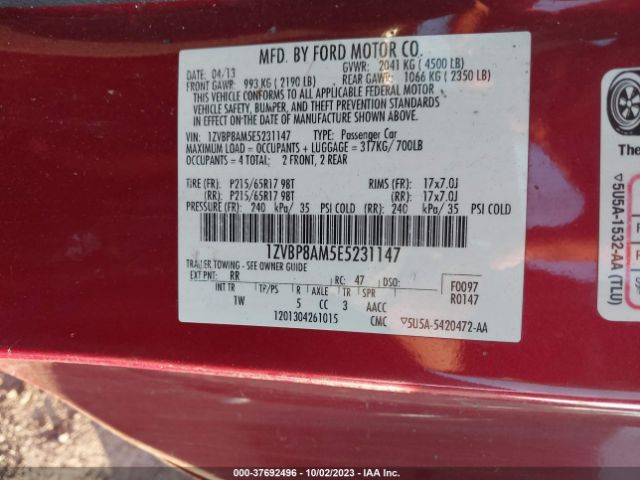 MFD. BY FORD MOTOR CO.
DATE: 04/13
GVWR: 2041 KG ( 4500 LB)
FRONT GAWR: 993 KG ( 2190 LB)
REAR GAWR: 1066 KG ( 2350 LB)
THIS VEHICLE CONFORMS TO ALL APPLICABLE FEDERAL MOTOR
VEHICLE SAFETY, BUMPER, AND THEFT PREVENTION STANDARDS
IN EFFECT ON THE DATE OF MANUFACTURE SHOWN ABOVE.
VIN: 1ZVBP8AM5E5231147 TYPE: Passenger Car
MAXIMUM LOAD = OCCUPANTS + LUGGAGE = 317KG/ 700LB
OCCUPANTS = 4 TOTAL: 2 FRONT, 2 REAR
TIRE (FR): P215/65R17 98T RIMS (FR): 17x7.0J
(RR): P215/65R17 98T (RR): 17x7.0J
PRESSURE (FR): 240 kPa/ 35 PSI COLD (RR): 240 kPa/ 35 PSI COLD
1ZVBP8AM5E5231147
TRAILER TOWING - SEE OWNER GUIDE
EXT PNT: RR RC: 47 DSO: F0097
INT TR TP/PS R AXLE TR SPR R0147
1W 5 CC 3 AACC
1201304261015 CMC ▽5U5A-5420472-AA
The
▽5U5A-1532-AA (TLU)
000-37692496 - 10/02/2023 - IAA Inc.